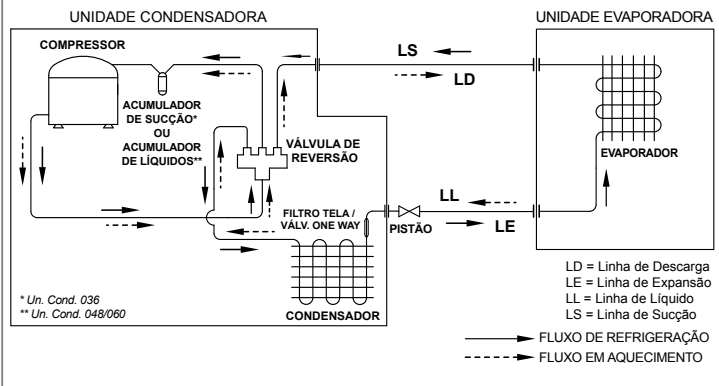 UNIDADE CONDENSADORA
UNIDADE EVAPORADORA
COMPRESSOR
LS
LD
ACUMULADOR
DE SUCÇÃO*
OU
ACUMULADOR
DE LÍQUIDOS**
VÁLVULA DE
REVERSÃO
EVAPORADOR
FILTRO TELA /
VÁLV. ONE WAY
PISTÃO
LL
LE
CONDENSADOR
* Un. Cond. 036
** Un. Cond. 048/060
LD = Linha de Descarga
LE = Linha de Expansão
LL = Linha de Líquido
LS = Linha de Sucção
FLUXO DE REFRIGERAÇÃO
FLUXO EM AQUECIMENTO